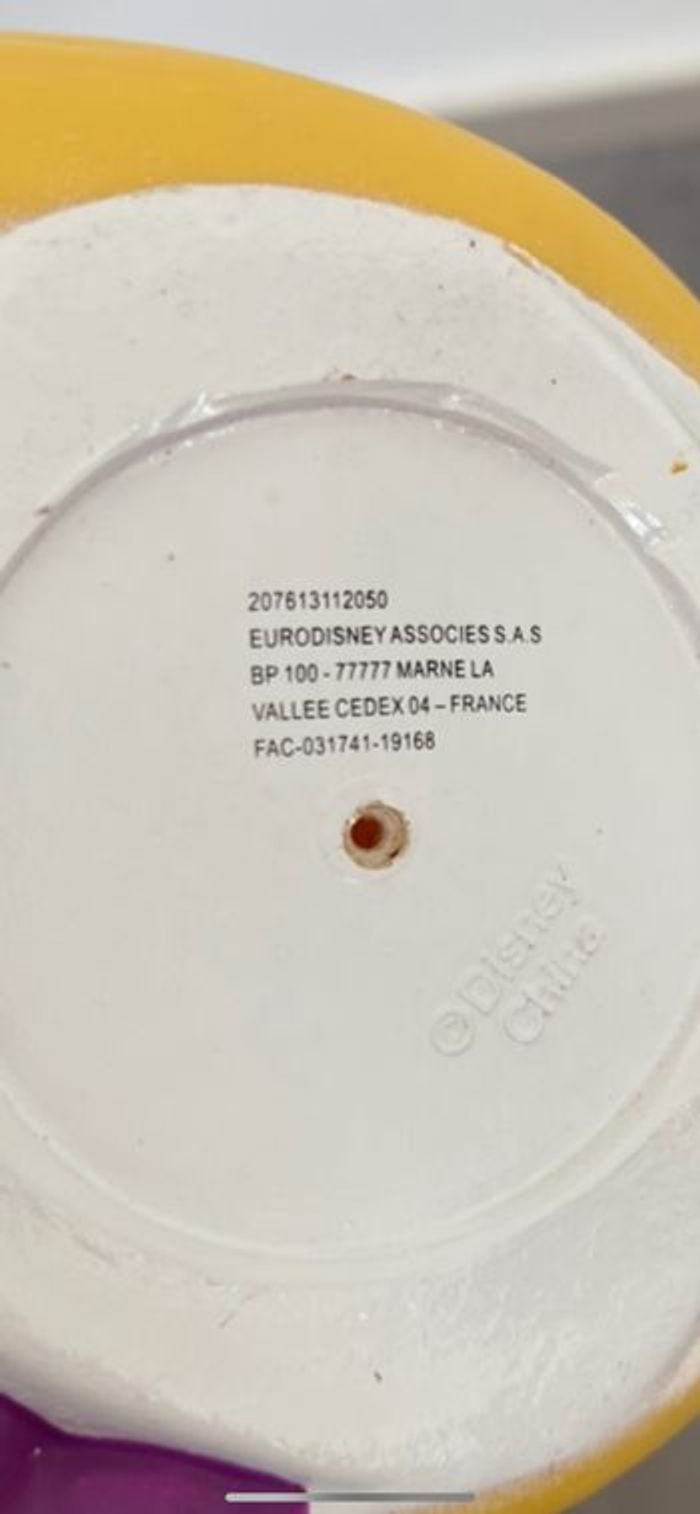 207613112050
EURODISNEY ASSOCIES S.A.S
BP 100 - 77777 MARNE LA
VALLEE CEDEX 04 – FRANCE
FAC-031741-19168
© Disney
China